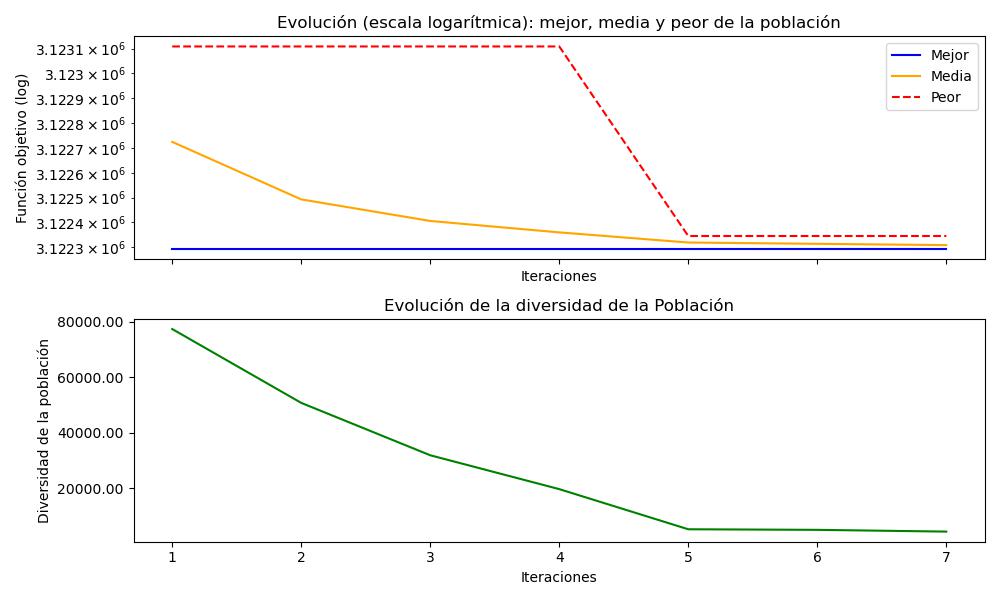 Evolución (escala logarítmica): mejor, media y peor de la población
Función objetivo (log)
3.1231 × 10⁶
3.123 × 10⁶
3.1229 × 10⁶
3.1228 × 10⁶
3.1227 × 10⁶
3.1226 × 10⁶
3.1225 × 10⁶
3.1224 × 10⁶
3.1223 × 10⁶
Mejor
Media
Peor
Iteraciones
Evolución de la diversidad de la Población
Diversidad de la población
80000.00
60000.00
40000.00
20000.00
1 2 3 4 5 6 7
Iteraciones